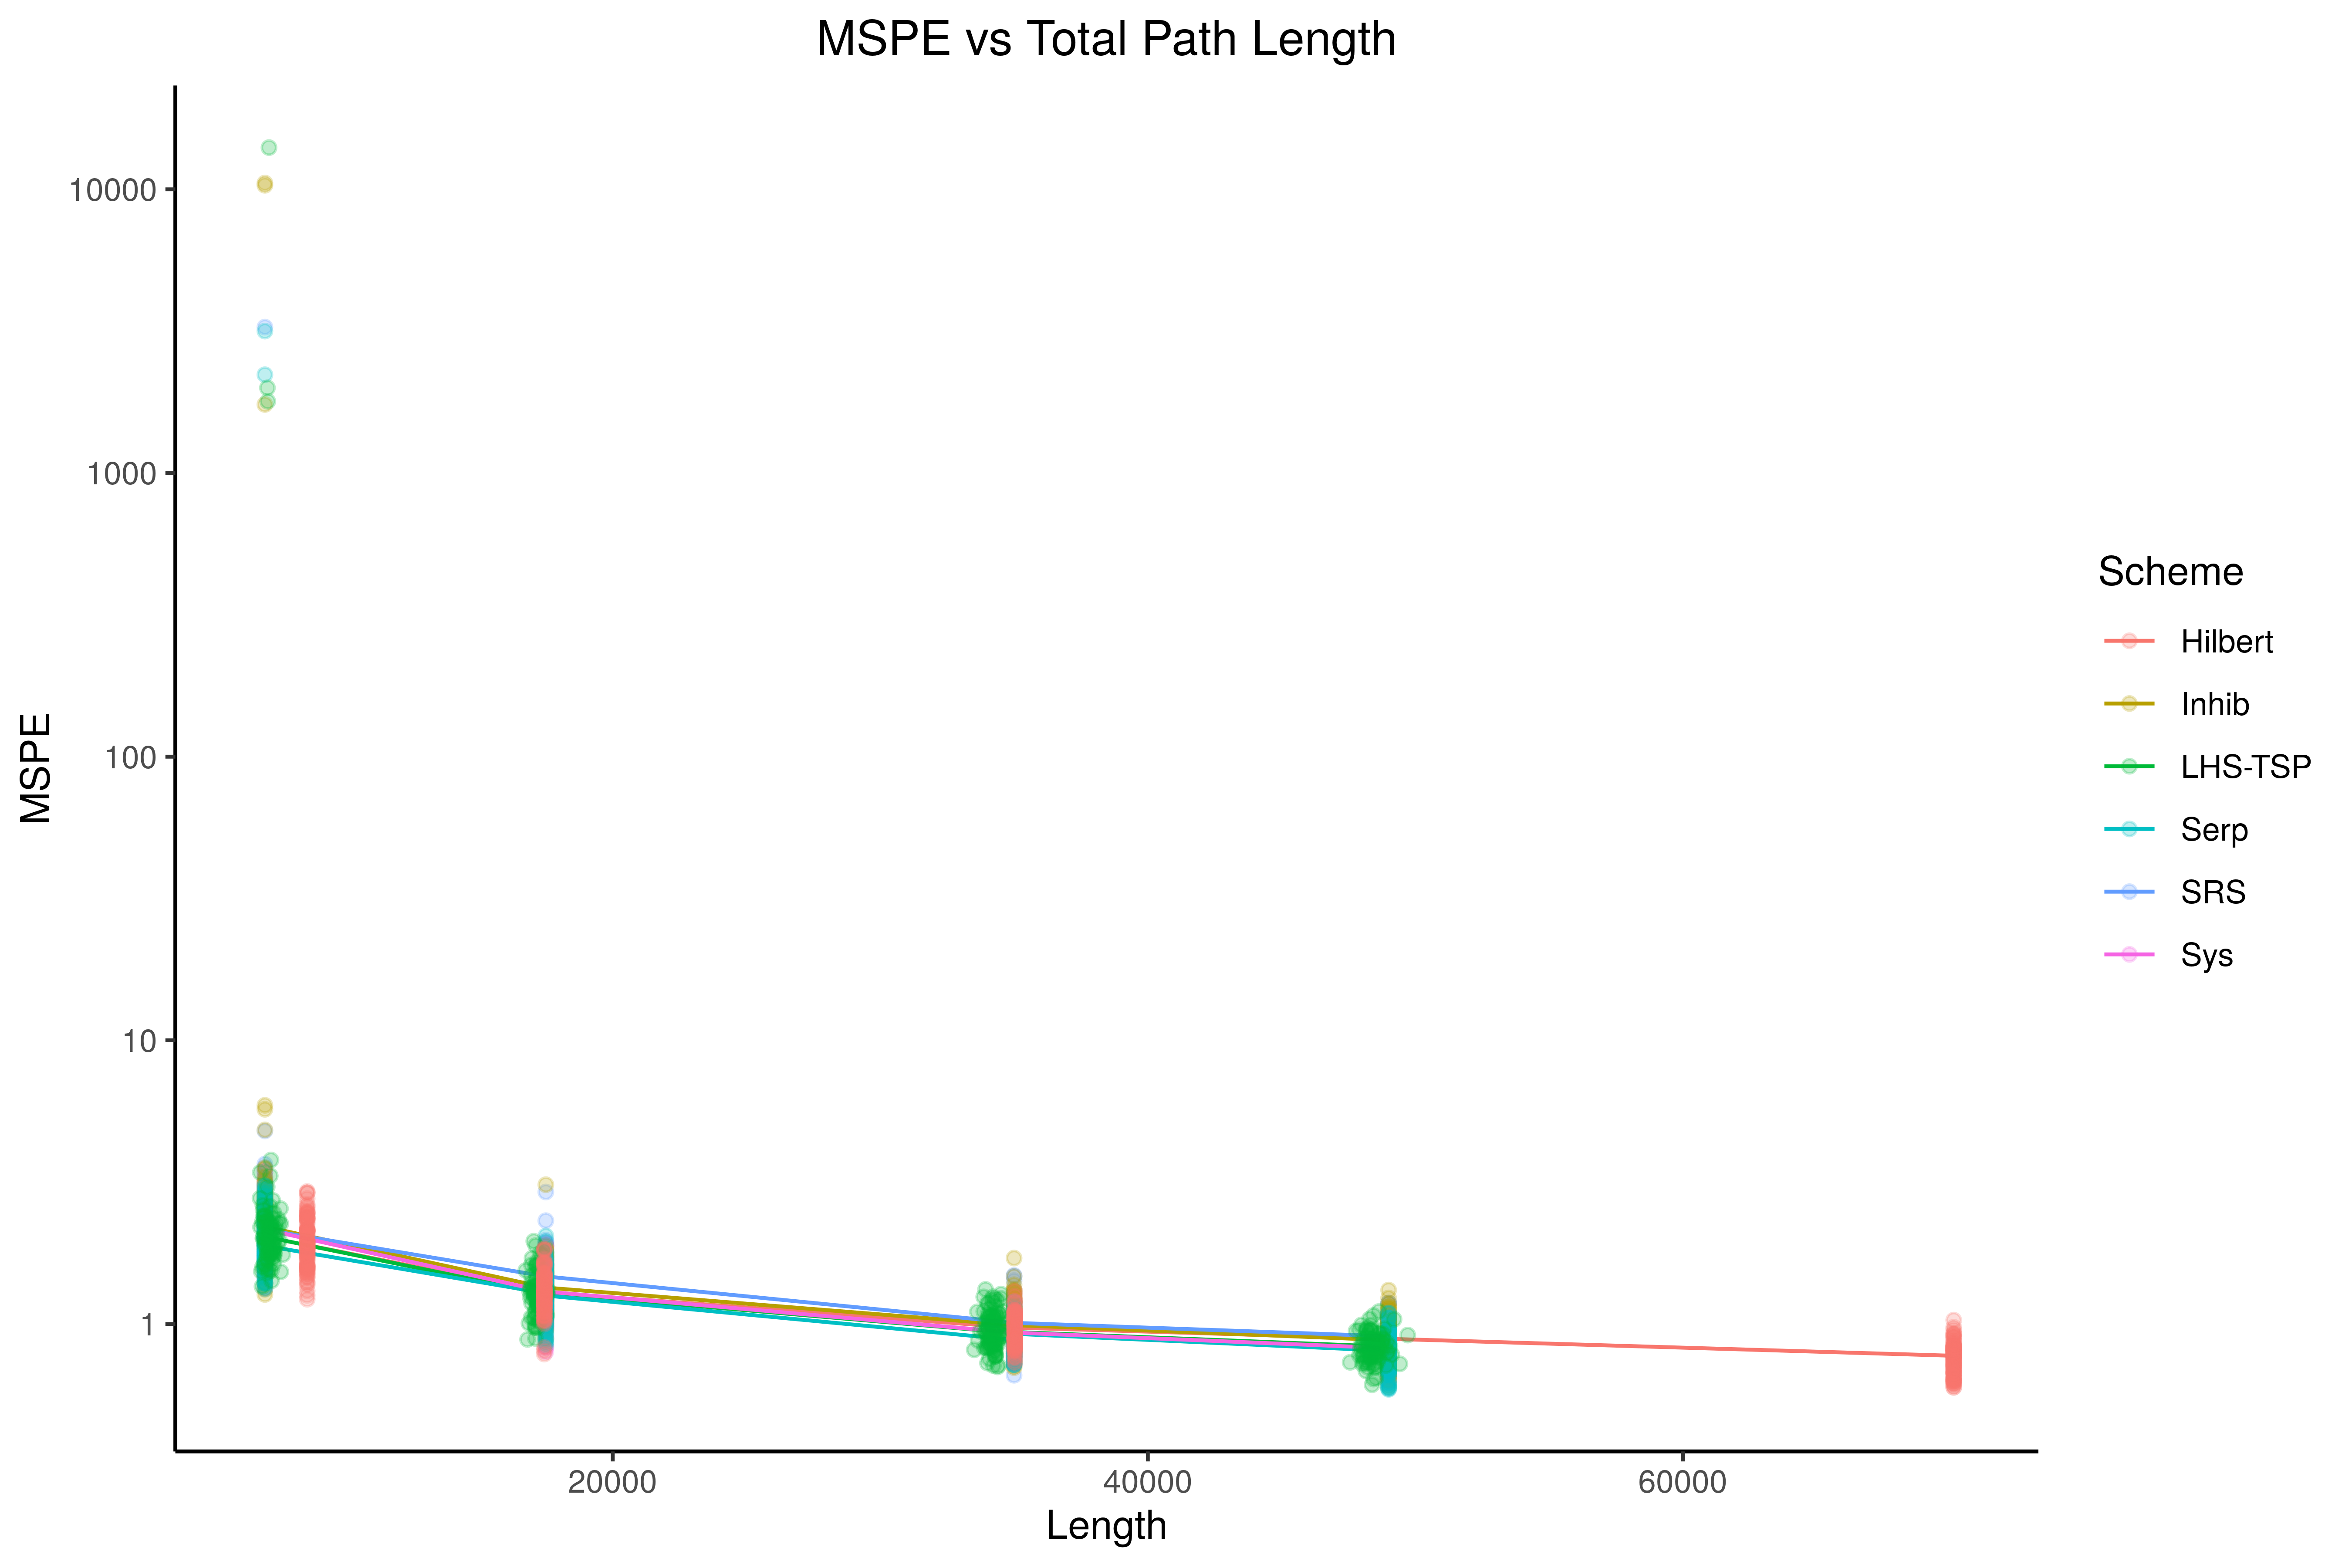 MSPE vs Total Path Length
MSPE
10000
1000
100
10
1
20000
40000
60000
Length
Scheme
Hilbert
Inhib
LHS-TSP
Serp
SRS
Sys